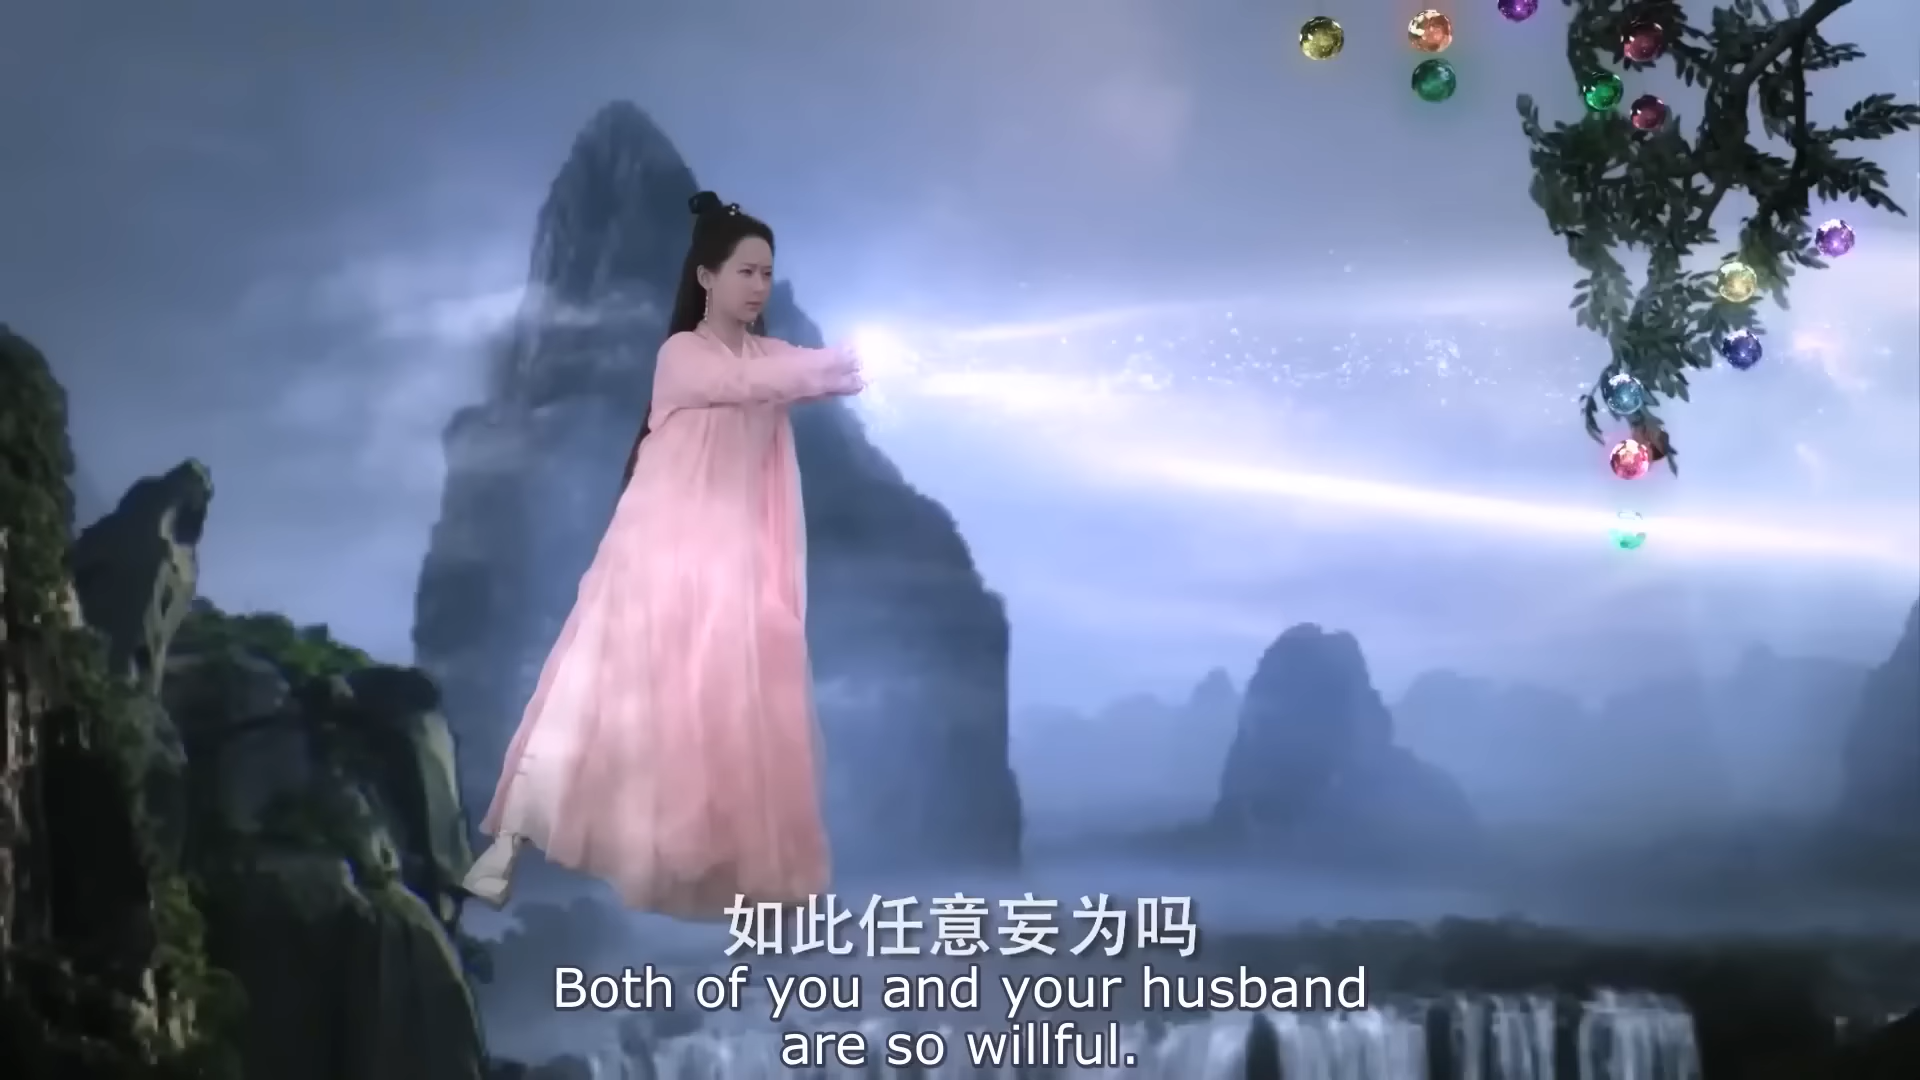 如此任意妄为吗
Both of you and your husband
are so willful.